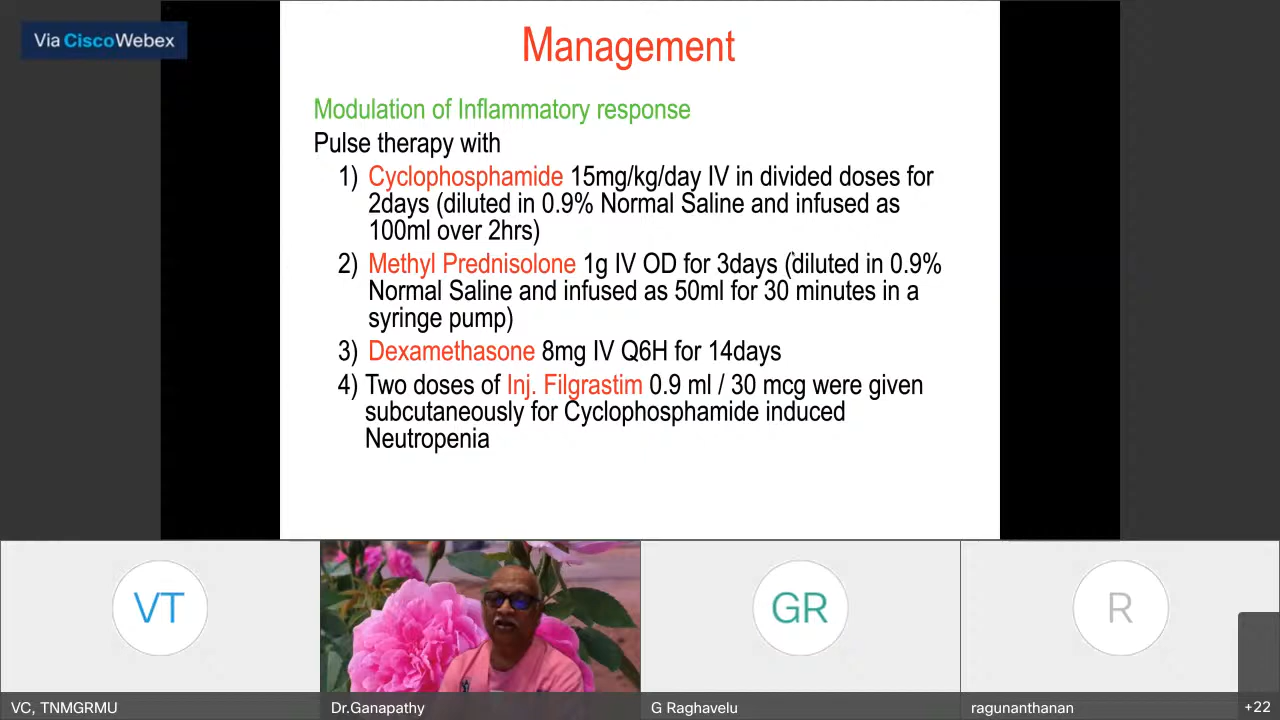 Via Cisco Webex
Management
Modulation of Inflammatory response
Pulse therapy with
1) Cyclophosphamide 15mg/kg/day IV in divided doses for
2days (diluted in 0.9% Normal Saline and infused as
100ml over 2hrs)
2) Methyl Prednisolone 1g IV OD for 3days (diluted in 0.9%
Normal Saline and infused as 50ml for 30 minutes in a
syringe pump)
3) Dexamethasone 8mg IV Q6H for 14days
4) Two doses of Inj. Filgrastim 0.9 ml / 30 mcg were given
subcutaneously for Cyclophosphamide induced
Neutropenia
VT
GR
R
VC, TNMGRMU
Dr.Ganapathy
G Raghavelu
ragunanthanan
+22